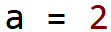 a = 2